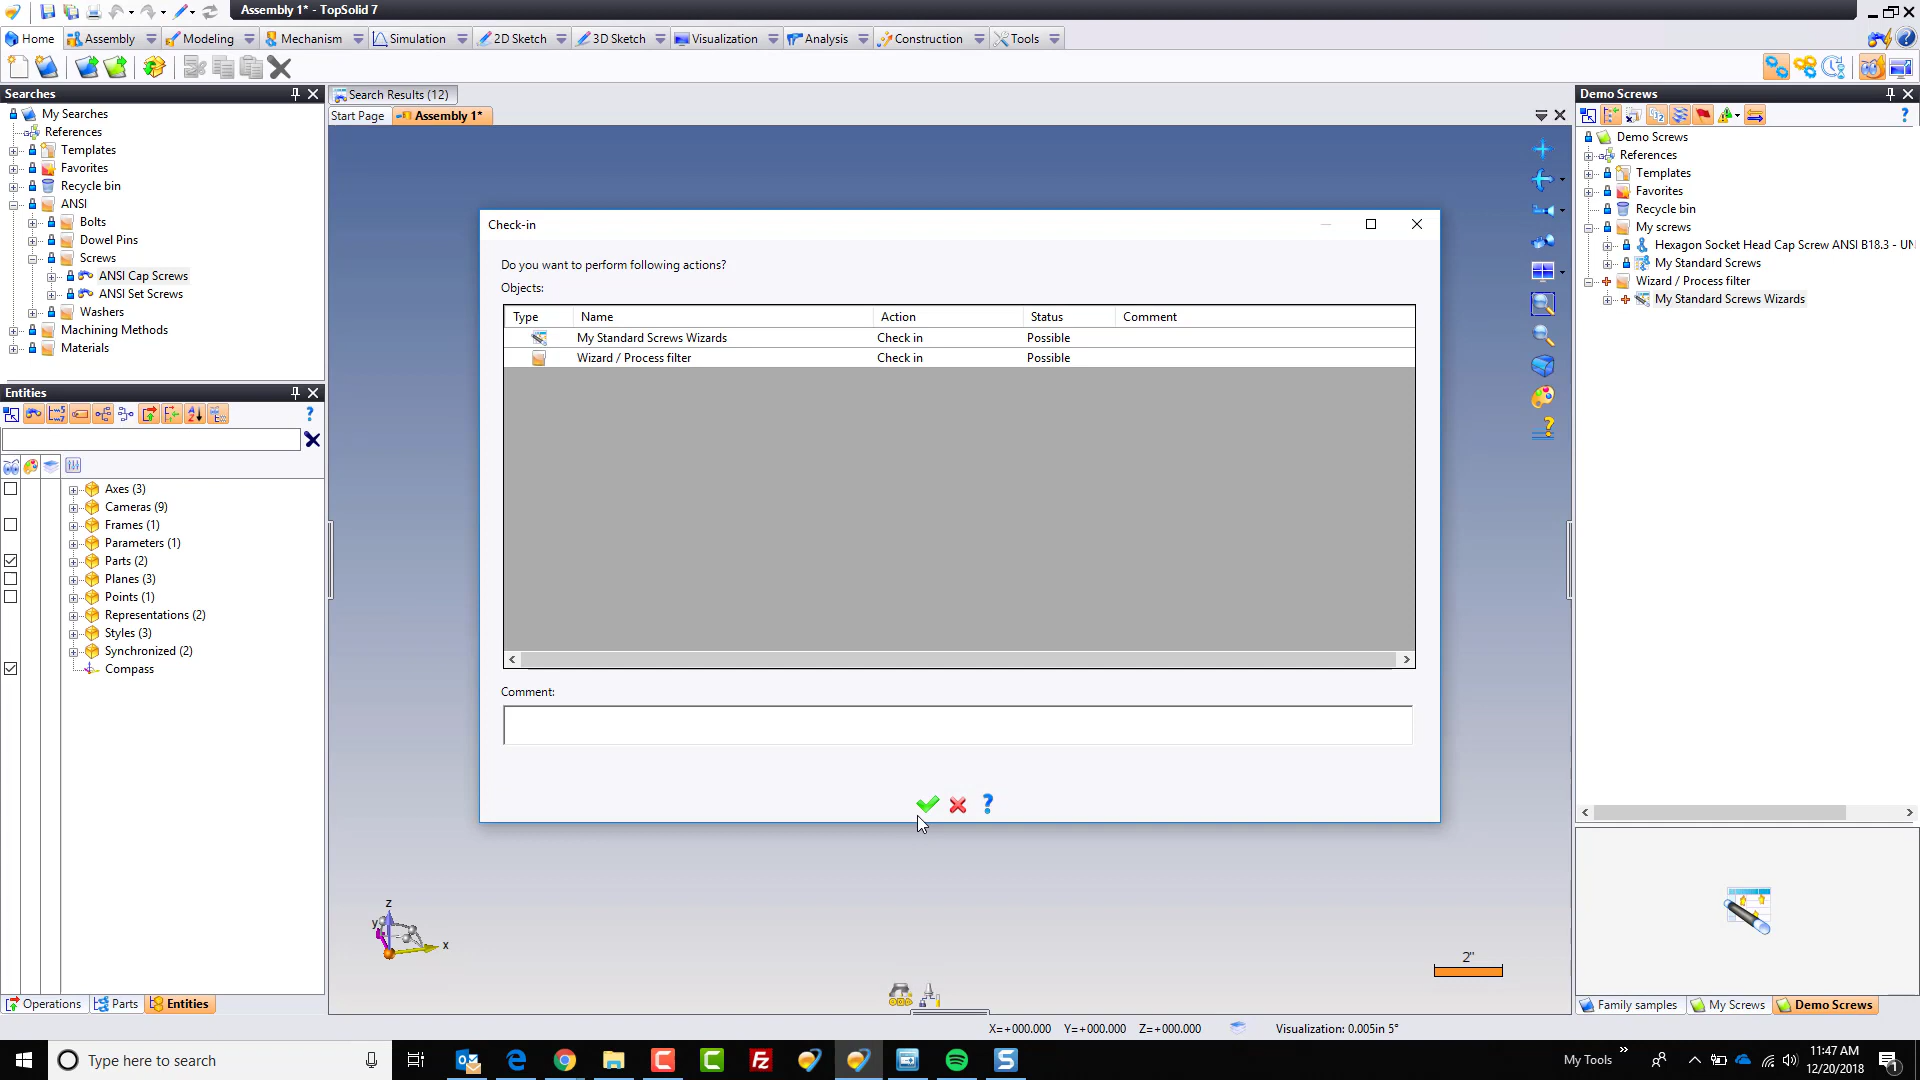 Assembly 1* - TopSolid 7
Home Assembly Modeling Mechanism Simulation 2D Sketch 3D Sketch Visualization Analysis Construction Tools
Searches
My Searches
References
Templates
Favorites
Recycle bin
ANSI
Bolts
Dowel Pins
Screws
ANSI Cap Screws
ANSI Set Screws
Washers
Machining Methods
Materials
Entities
Axes (3)
Cameras (9)
Frames (1)
Parameters (1)
Parts (2)
Planes (3)
Points (1)
Representations (2)
Styles (3)
Synchronized (2)
Compass
Operations Parts Entities
Search Results (12)
Start Page Assembly 1*
Check-in
Do you want to perform following actions?
Objects:
Type Name Action Status Comment
My Standard Screws Wizards Check in Possible
Wizard / Process filter Check in Possible
Comment:
z
y
x
2"
X=+000.000 Y=+000.000 Z=+000.000 Visualization: 0.005in 5°
Demo Screws
Demo Screws
References
Templates
Favorites
Recycle bin
My screws
Hexagon Socket Head Cap Screw ANSI B18.3 - UN
My Standard Screws
Wizard / Process filter
My Standard Screws Wizards
Family samples My Screws Demo Screws
Type here to search
My Tools
11:47 AM
12/20/2018
1